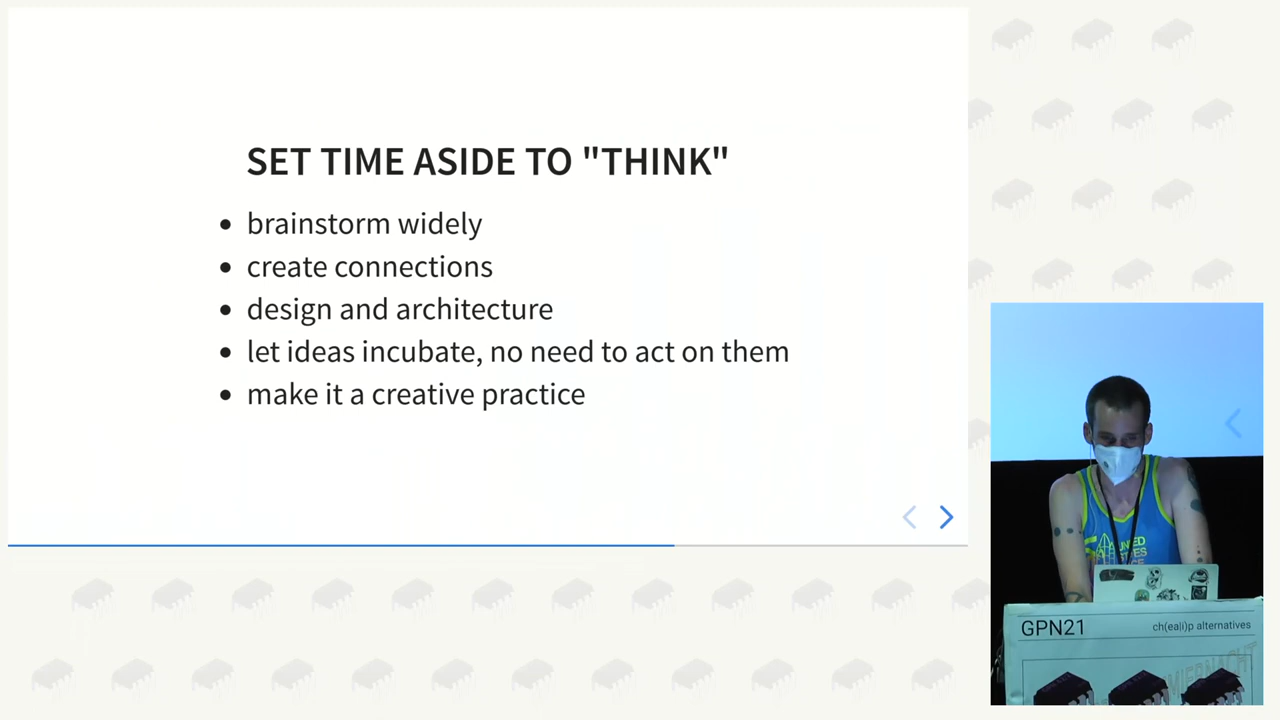 SET TIME ASIDE TO "THINK"
brainstorm widely
create connections
design and architecture
let ideas incubate, no need to act on them
make it a creative practice
GPN21
ch(eal|i)p alternatives